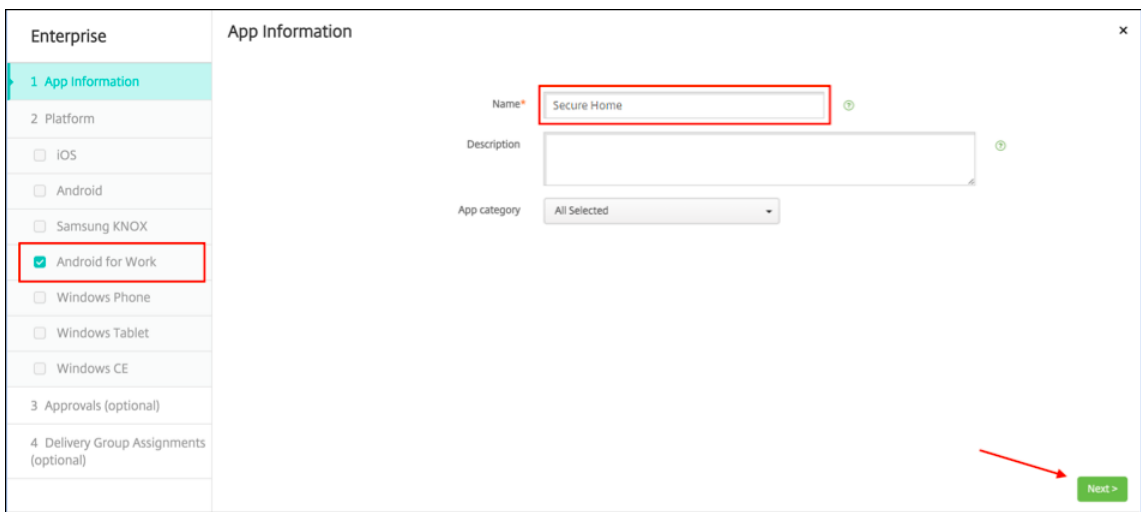 Enterprise
1 App Information
2 Platform
iOS
Android
Samsung KNOX
Android for Work
Windows Phone
Windows Tablet
Windows CE
3 Approvals (optional)
4 Delivery Group Assignments
(optional)
App Information
×
Name*
Secure Home
?
Description
?
App category
All Selected
Next >